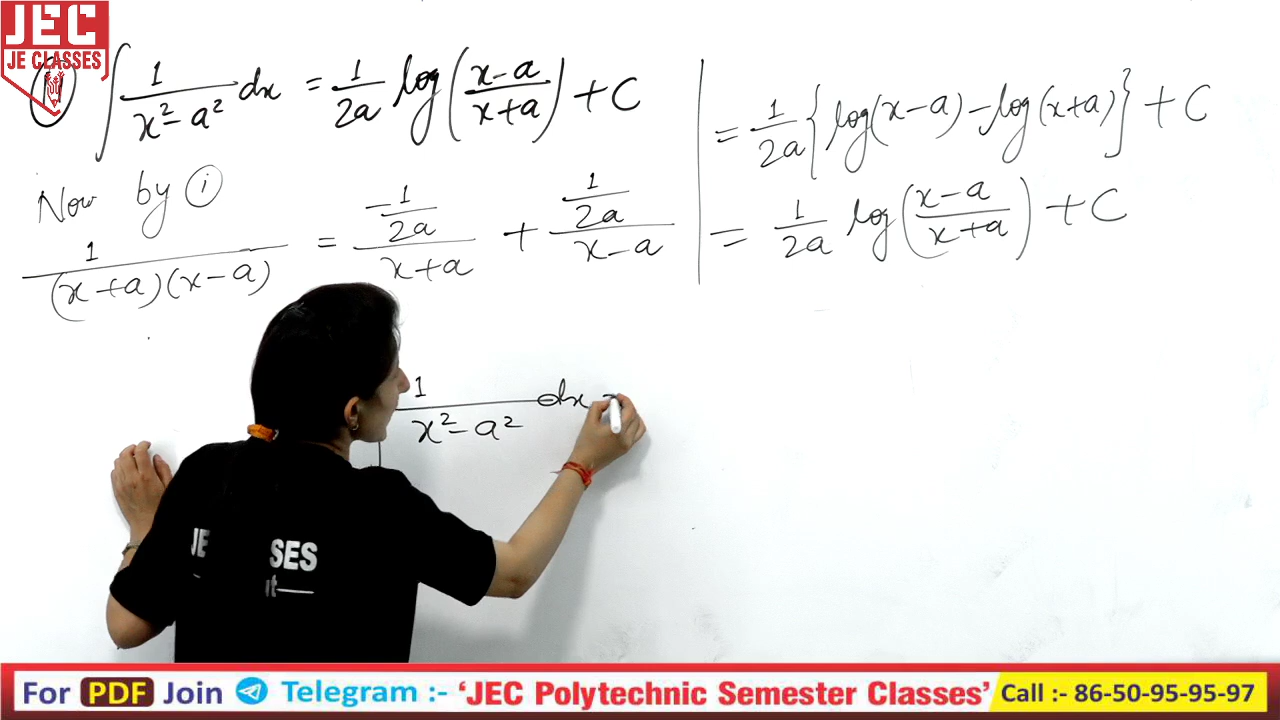 JEC
JE CLASSES
∫ 1/(x² - a²) dx = 1/2a log((x-a)/(x+a)) + C
Now by (i)
1/((x+a)(x-a)) = (-1/2a)/(x+a) + (1/2a)/(x-a)
= 1/2a {log(x-a) - log(x+a)} + C
= 1/2a log((x-a)/(x+a)) + C
1/(x² - a²) dx
SES
For PDF Join Telegram :- ‘JEC Polytechnic Semester Classes’ Call :- 86-50-95-95-97